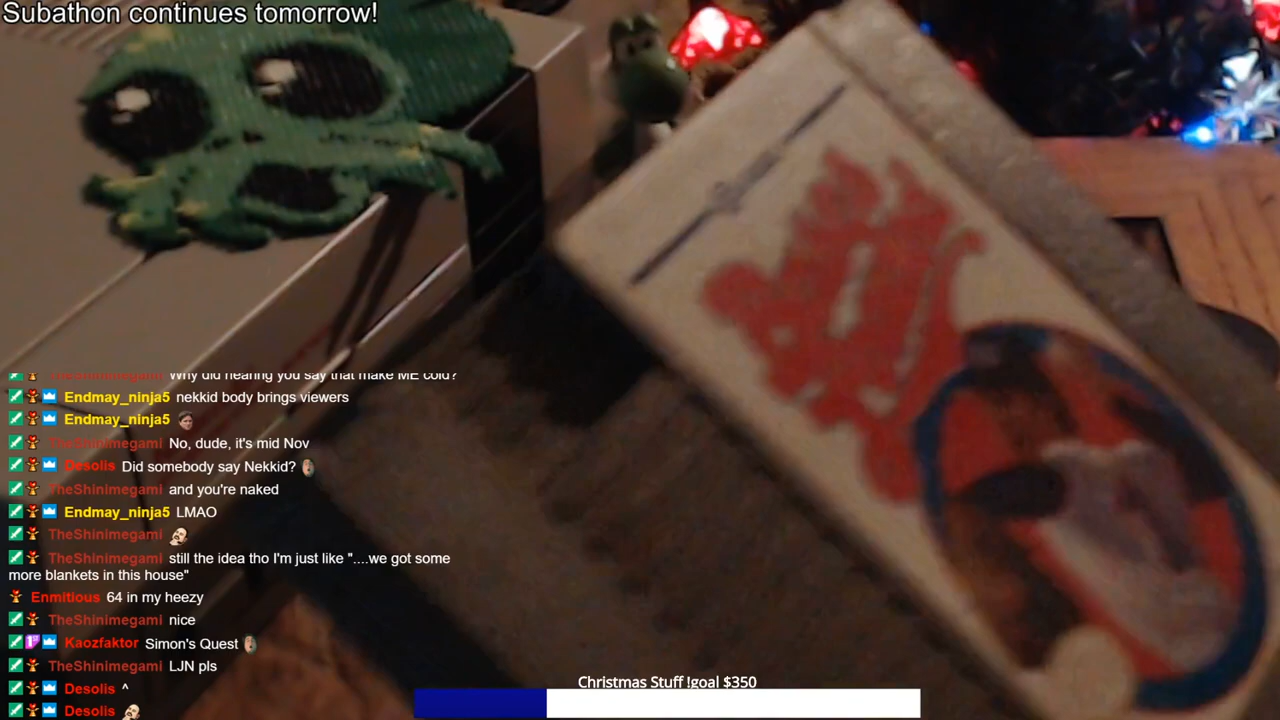 Subathon continues tomorrow!
TheShinimegami Why did hearing you say that make ME cold?
Endmay_ninja5 nekkid body brings viewers
Endmay_ninja5
TheShinimegami No, dude, it's mid Nov
Desolis Did somebody say Nekkid?
TheShinimegami and you're naked
Endmay_ninja5 LMAO
TheShinimegami
TheShinimegami still the idea tho I'm just like "....we got some
more blankets in this house"
Enmitious 64 in my heezy
TheShinimegami nice
Kaozfaktor Simon's Quest
TheShinimegami LJN pls
Desolis ^
Desolis
Christmas Stuff !goal $350